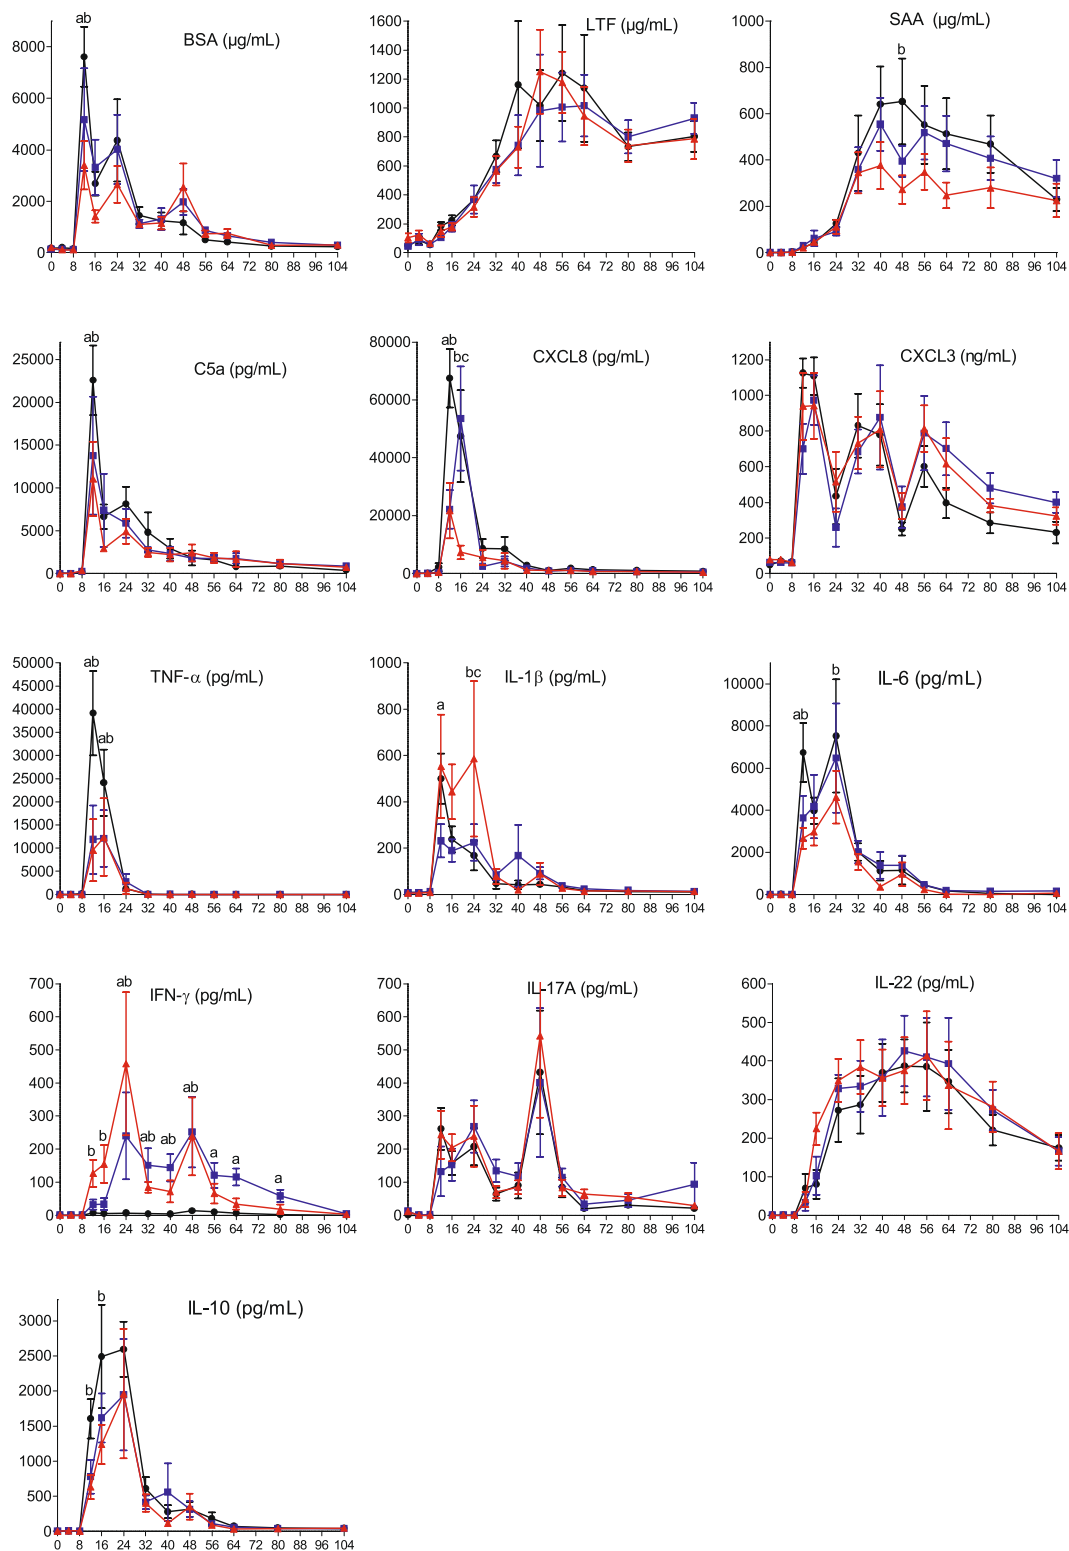 BSA (µg/mL)
ab
8000
6000
4000
2000
0
0 8 16 24 32 40 48 56 64 72 80 88 96 104
LTF (µg/mL)
1600
1400
1200
1000
800
600
400
200
0
0 8 16 24 32 40 48 56 64 72 80 88 96 104
SAA (µg/mL)
b
1000
800
600
400
200
0
0 8 16 24 32 40 48 56 64 72 80 88 96 104
C5a (pg/mL)
ab
25000
20000
15000
10000
5000
0
0 8 16 24 32 40 48 56 64 72 80 88 96 104
CXCL8 (pg/mL)
ab
bc
80000
60000
40000
20000
0
0 8 16 24 32 40 48 56 64 72 80 88 96 104
CXCL3 (ng/mL)
1200
1000
800
600
400
200
0
0 8 16 24 32 40 48 56 64 72 80 88 96 104
TNF-α (pg/mL)
ab
ab
50000
45000
40000
35000
30000
25000
20000
15000
10000
5000
0
0 8 16 24 32 40 48 56 64 72 80 88 96 104
IL-1β (pg/mL)
a
bc
1000
800
600
400
200
0
0 8 16 24 32 40 48 56 64 72 80 88 96 104
IL-6 (pg/mL)
ab
b
10000
8000
6000
4000
2000
0
0 8 16 24 32 40 48 56 64 72 80 88 96 104
IFN-γ (pg/mL)
b b ab ab ab ab a a a
700
600
500
400
300
200
100
0
0 8 16 24 32 40 48 56 64 72 80 88 96 104
IL-17A (pg/mL)
700
600
500
400
300
200
100
0
0 8 16 24 32 40 48 56 64 72 80 88 96 104
IL-22 (pg/mL)
600
500
400
300
200
100
0
0 8 16 24 32 40 48 56 64 72 80 88 96 104
IL-10 (pg/mL)
b
b
3000
2500
2000
1500
1000
500
0
0 8 16 24 32 40 48 56 64 72 80 88 96 104